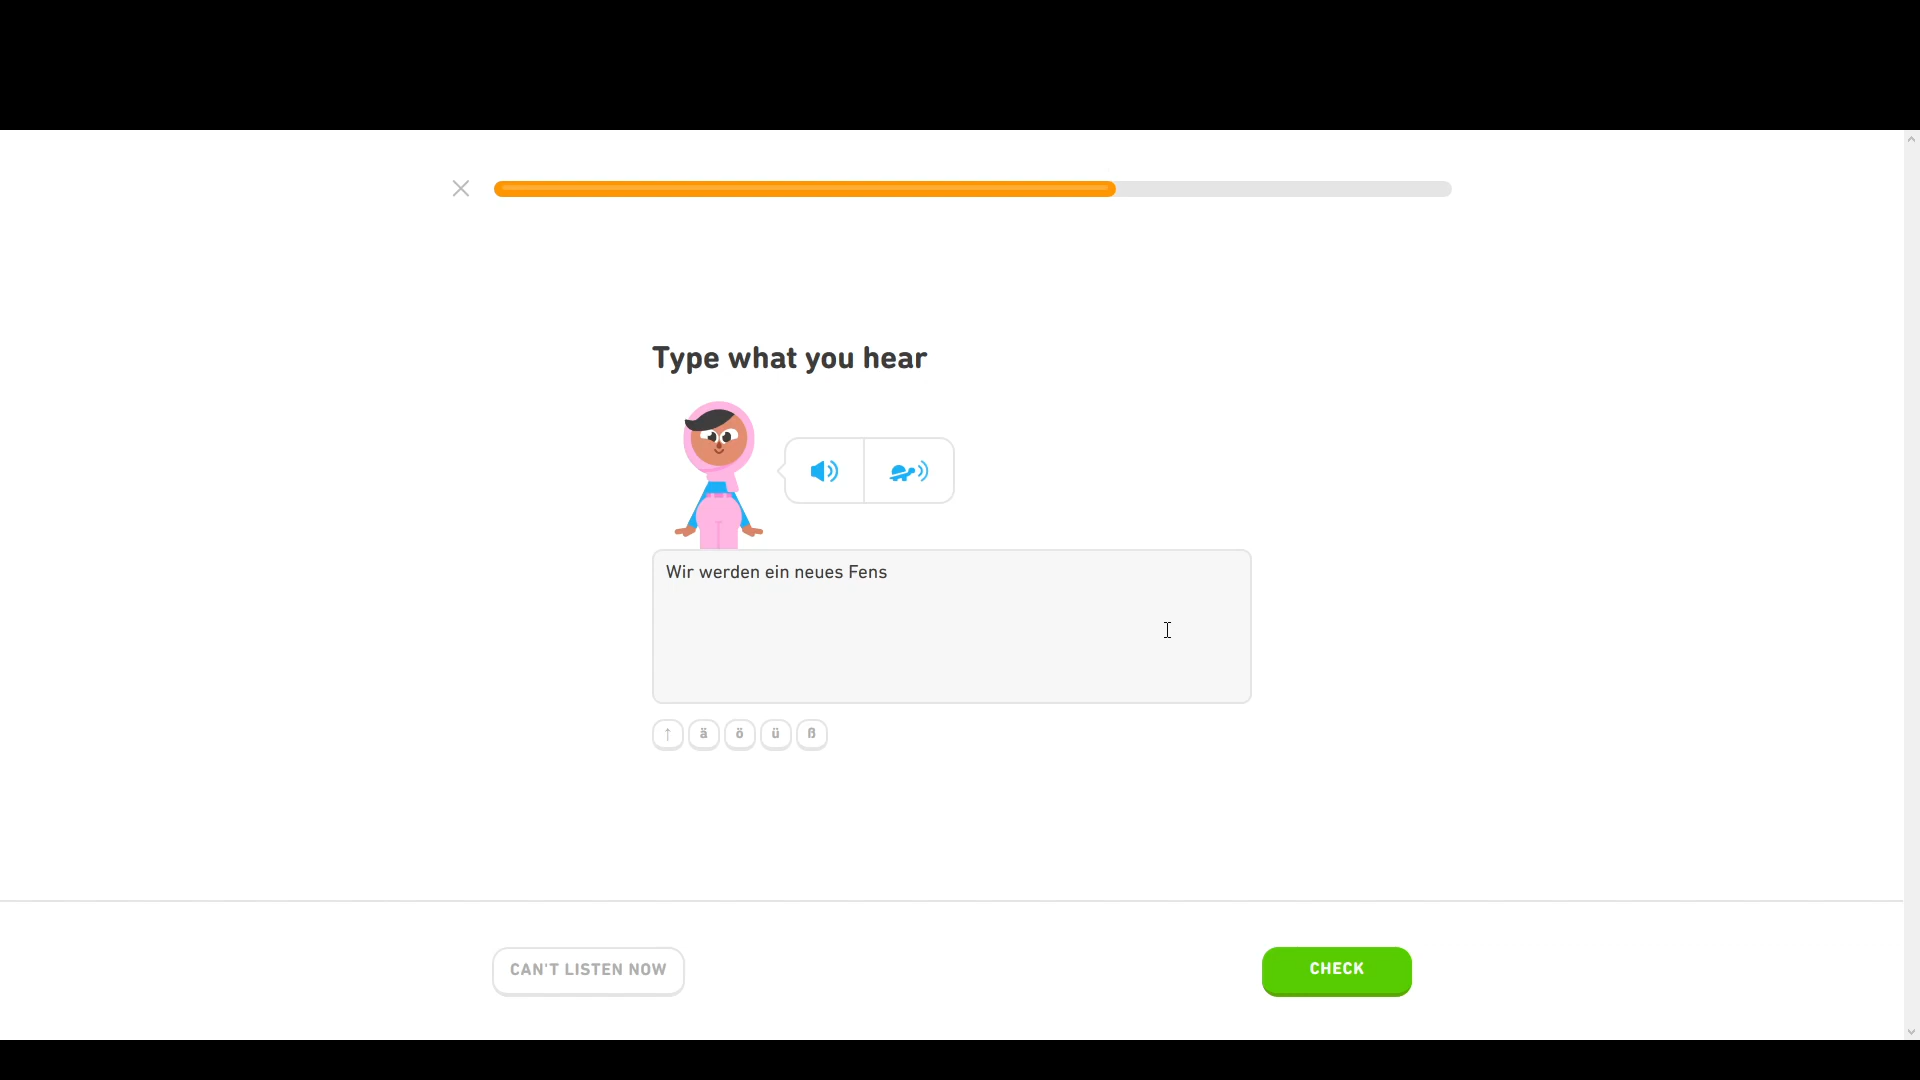 Type what you hear
Wir werden ein neues Fens
↑ ä ö ü ß
CAN'T LISTEN NOW
CHECK